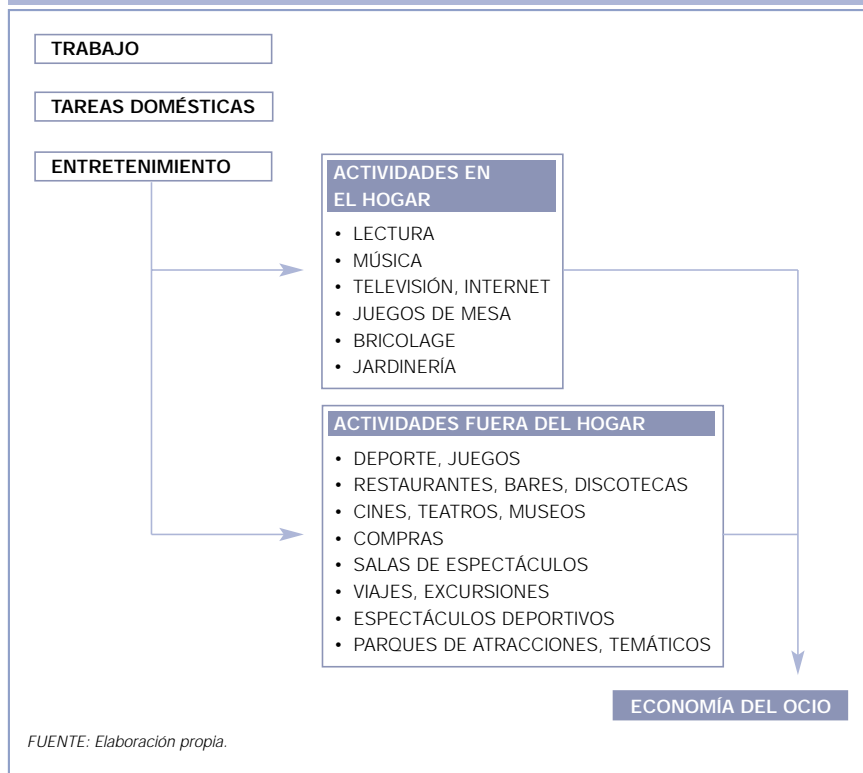 TRABAJO
TAREAS DOMÉSTICAS
ENTRETENIMIENTO
ACTIVIDADES EN
EL HOGAR
• LECTURA
• MÚSICA
• TELEVISIÓN, INTERNET
• JUEGOS DE MESA
• BRICOLAGE
• JARDINERÍA
ACTIVIDADES FUERA DEL HOGAR
• DEPORTE, JUEGOS
• RESTAURANTES, BARES, DISCOTECAS
• CINES, TEATROS, MUSEOS
• COMPRAS
• SALAS DE ESPECTÁCULOS
• VIAJES, EXCURSIONES
• ESPECTÁCULOS DEPORTIVOS
• PARQUES DE ATRACCIONES, TEMÁTICOS
ECONOMÍA DEL OCIO
FUENTE: Elaboración propia.